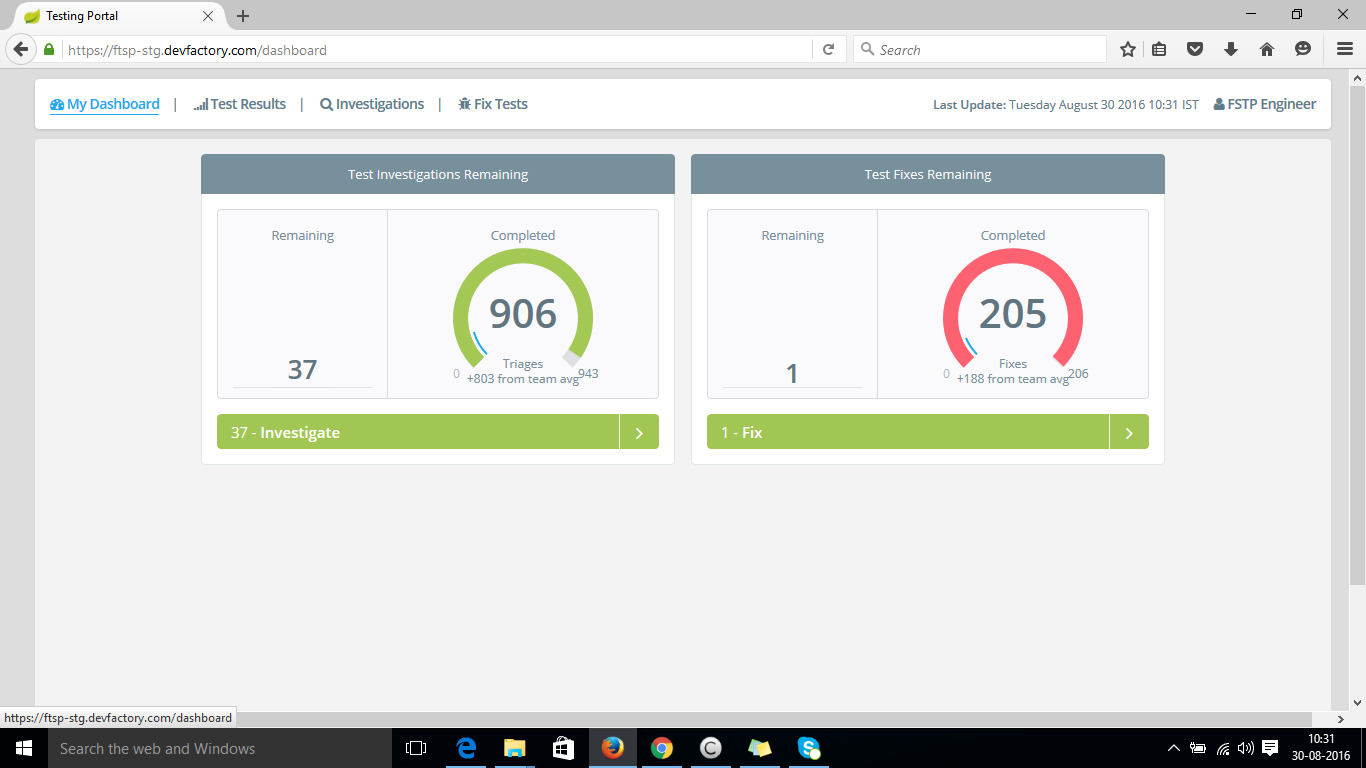 Testing Portal
https://ftsp-stg.devfactory.com/dashboard
Search
My Dashboard | Test Results | Investigations | Fix Tests
Last Update: Tuesday August 30 2016 10:31 IST FSTP Engineer
Test Investigations Remaining
Remaining
Completed
906
37
Triages
0
+803 from team avg
943
37 - Investigate
Test Fixes Remaining
Remaining
Completed
205
1
Fixes
0
+188 from team avg
206
1 - Fix
https://ftsp-stg.devfactory.com/dashboard
Search the web and Windows
10:31
30-08-2016